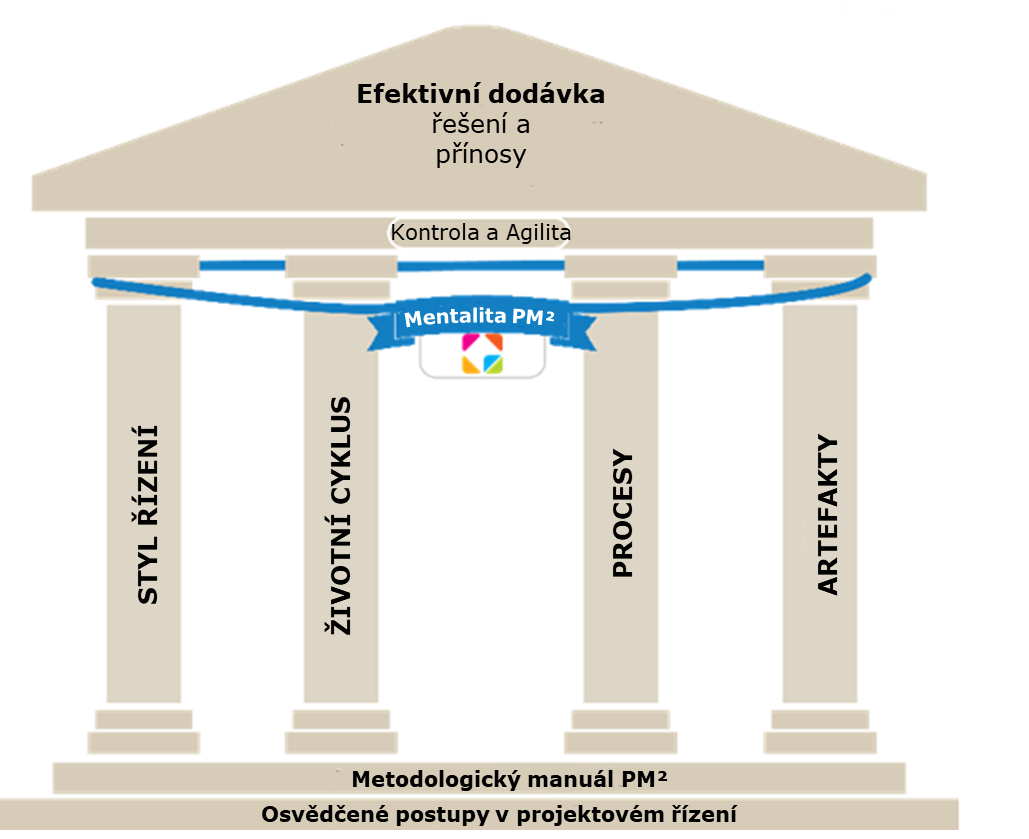 Efektivní dodávka
řešení a
přínosy
Kontrola a Agilita
Mentalita PM²
STYL ŘÍZENÍ
ŽIVOTNÍ CYKLUS
PROCESY
ARTEFAKTY
Metodologický manuál PM²
Osvědčené postupy v projektovém řízení